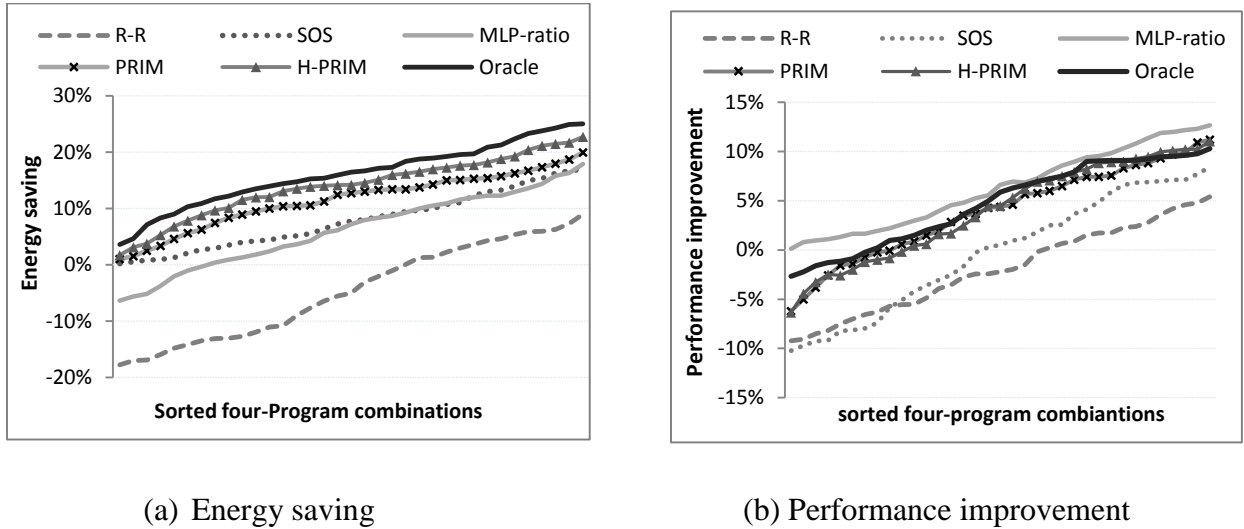 R-R SOS MLP-ratio
PRIM H-PRIM Oracle
30%
20%
10%
0%
-10%
-20%
Energy saving
Sorted four-Program combinations
R-R SOS MLP-ratio
PRIM H-PRIM Oracle
15%
10%
5%
0%
-5%
-10%
-15%
Performance improvement
sorted four-program combiantions
(a) Energy saving
(b) Performance improvement